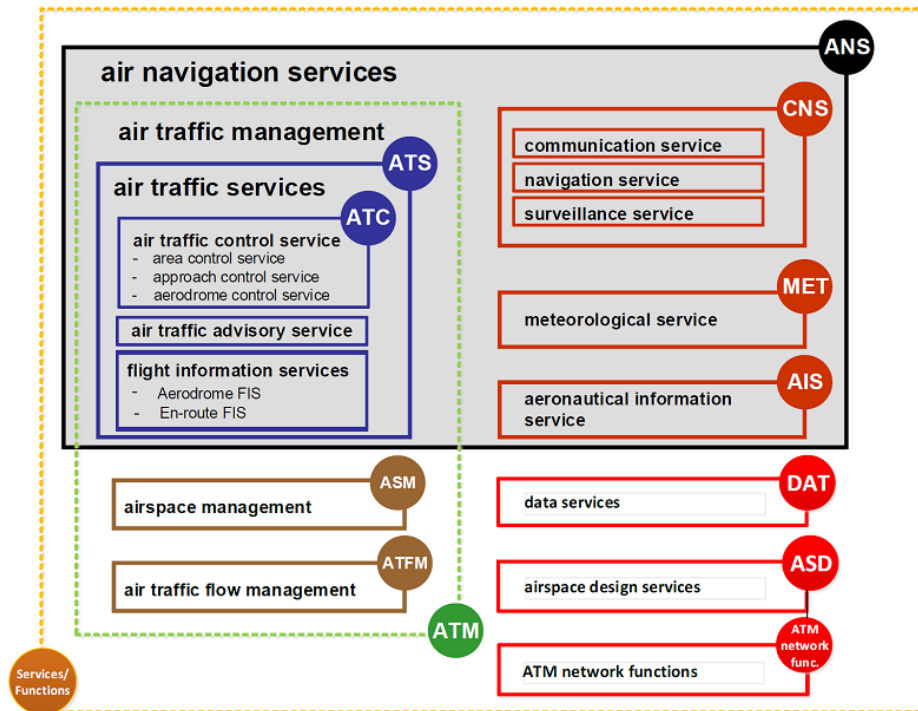 ANS
air navigation services
CNS
air traffic management
communication service
ATS
navigation service
air traffic services
surveillance service
ATC
air traffic control service
- area control service
- approach control service
- aerodrome control service
MET
meteorological service
air traffic advisory service
flight information services
- Aerodrome FIS
- En-route FIS
AIS
aeronautical information
service
ASM
airspace management
DAT
data services
ATFM
air traffic flow management
ASD
airspace design services
ATM
ATM
network
func.
ATM network functions
Services/
Functions